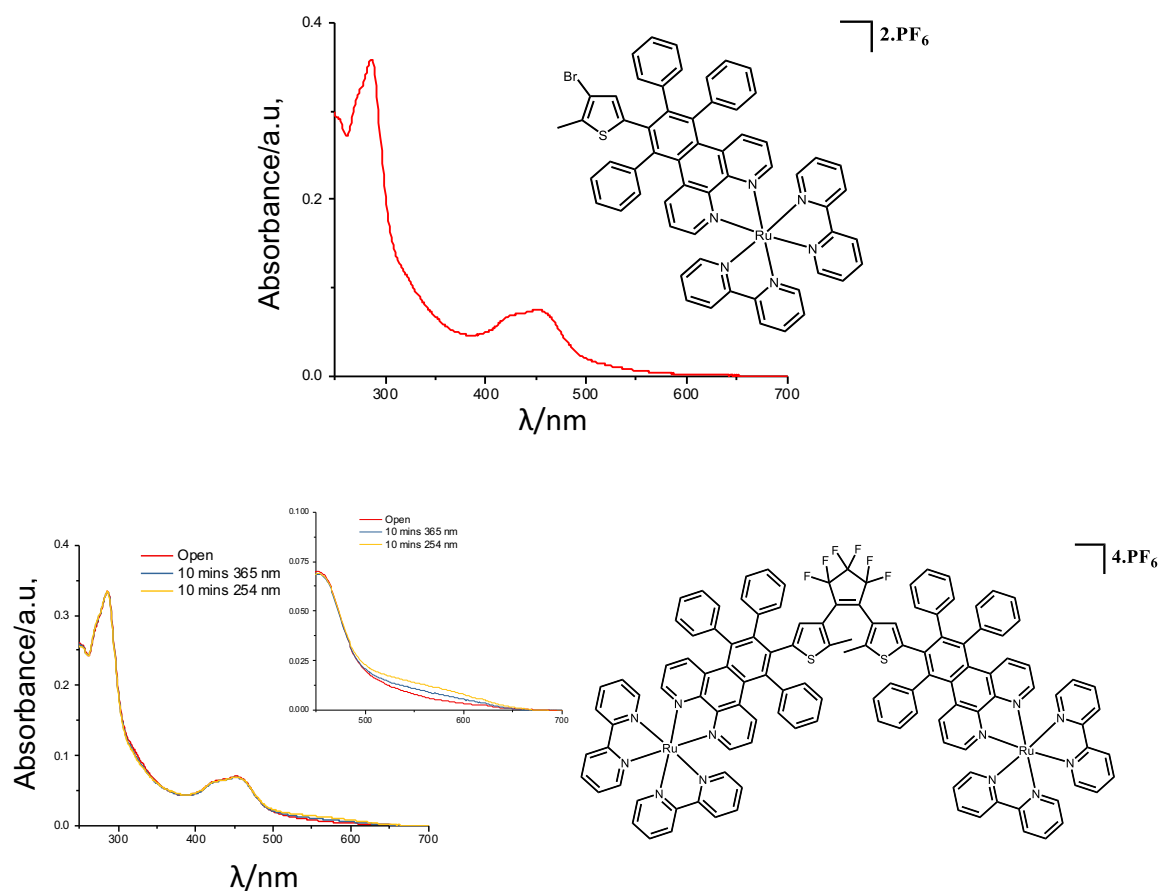 0.4
0.2
0.0
Absorbance/a.u,
300
400
500
600
700
λ/nm
2.PF6
Br
S
N
N
N
N
N
N
Ru
0.4
0.3
0.2
0.1
0.0
Absorbance/a.u,
300
400
500
600
700
λ/nm
Open
10 mins 365 nm
10 mins 254 nm
0.100
0.075
0.050
0.025
0.000
500
600
700
Open
10 mins 365 nm
10 mins 254 nm
4.PF6
F
F
F
F
F
F
S
S
N
N
N
N
N
N
Ru
N
N
N
N
N
N
Ru